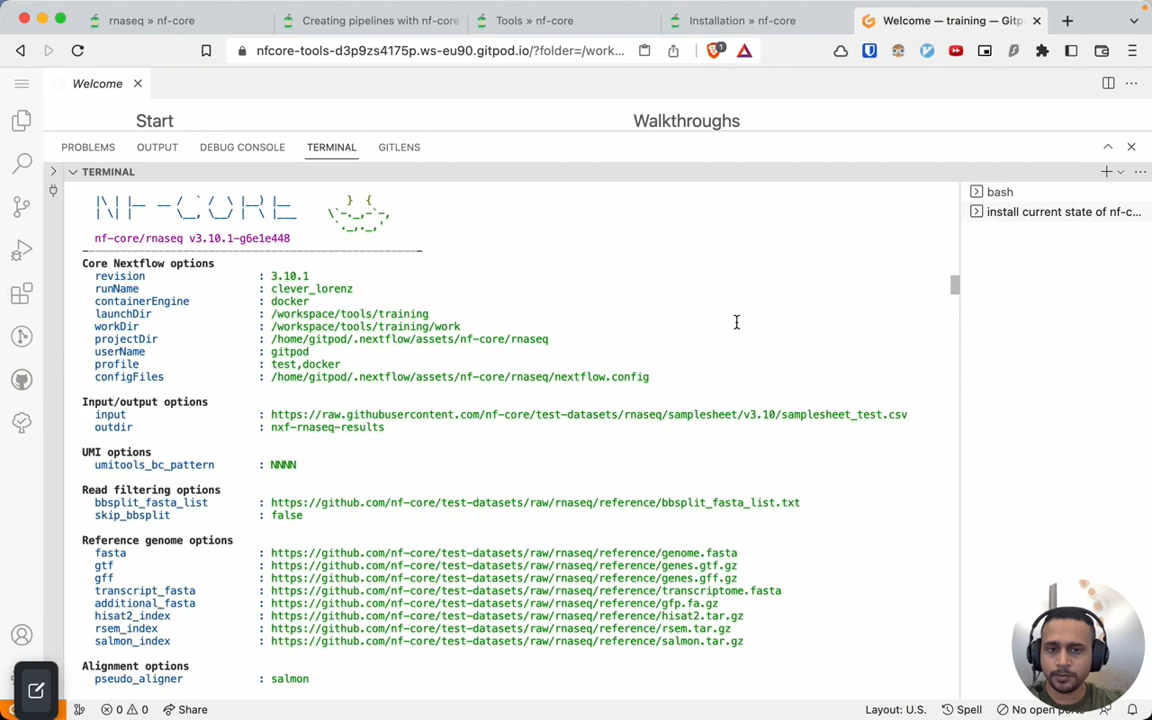 rnaseq » nf-core
Creating pipelines with nf-core
Tools » nf-core
Installation » nf-core
Welcome — training — Gitp
nfcore-tools-d3p9zs4175p.ws-eu90.gitpod.io/?folder=/work...
1
Welcome
Start
Walkthroughs
PROBLEMS
OUTPUT
DEBUG CONSOLE
TERMINAL
GITLENS
TERMINAL
bash
install current state of nf-c...
nf-core/rnaseq v3.10.1-g6e1e448
Core Nextflow options
revision : 3.10.1
runName : clever_lorenz
containerEngine : docker
launchDir : /workspace/tools/training
workDir : /workspace/tools/training/work
projectDir : /home/gitpod/.nextflow/assets/nf-core/rnaseq
userName : gitpod
profile : test,docker
configFiles : /home/gitpod/.nextflow/assets/nf-core/rnaseq/nextflow.config
Input/output options
input : https://raw.githubusercontent.com/nf-core/test-datasets/rnaseq/samplesheet/v3.10/samplesheet_test.csv
outdir : nxf-rnaseq-results
UMI options
umitools_bc_pattern : NNNN
Read filtering options
bbsplit_fasta_list : https://github.com/nf-core/test-datasets/raw/rnaseq/reference/bbsplit_fasta_list.txt
skip_bbsplit : false
Reference genome options
fasta : https://github.com/nf-core/test-datasets/raw/rnaseq/reference/genome.fasta
gtf : https://github.com/nf-core/test-datasets/raw/rnaseq/reference/genes.gtf.gz
gff : https://github.com/nf-core/test-datasets/raw/rnaseq/reference/genes.gff.gz
transcript_fasta : https://github.com/nf-core/test-datasets/raw/rnaseq/reference/transcriptome.fasta
additional_fasta : https://github.com/nf-core/test-datasets/raw/rnaseq/reference/gfp.fa.gz
hisat2_index : https://github.com/nf-core/test-datasets/raw/rnaseq/reference/hisat2.tar.gz
rsem_index : https://github.com/nf-core/test-datasets/raw/rnaseq/reference/rsem.tar.gz
salmon_index : https://github.com/nf-core/test-datasets/raw/rnaseq/reference/salmon.tar.gz
Alignment options
pseudo_aligner : salmon
0 0
Share
Layout: U.S.
Spell
No open ports